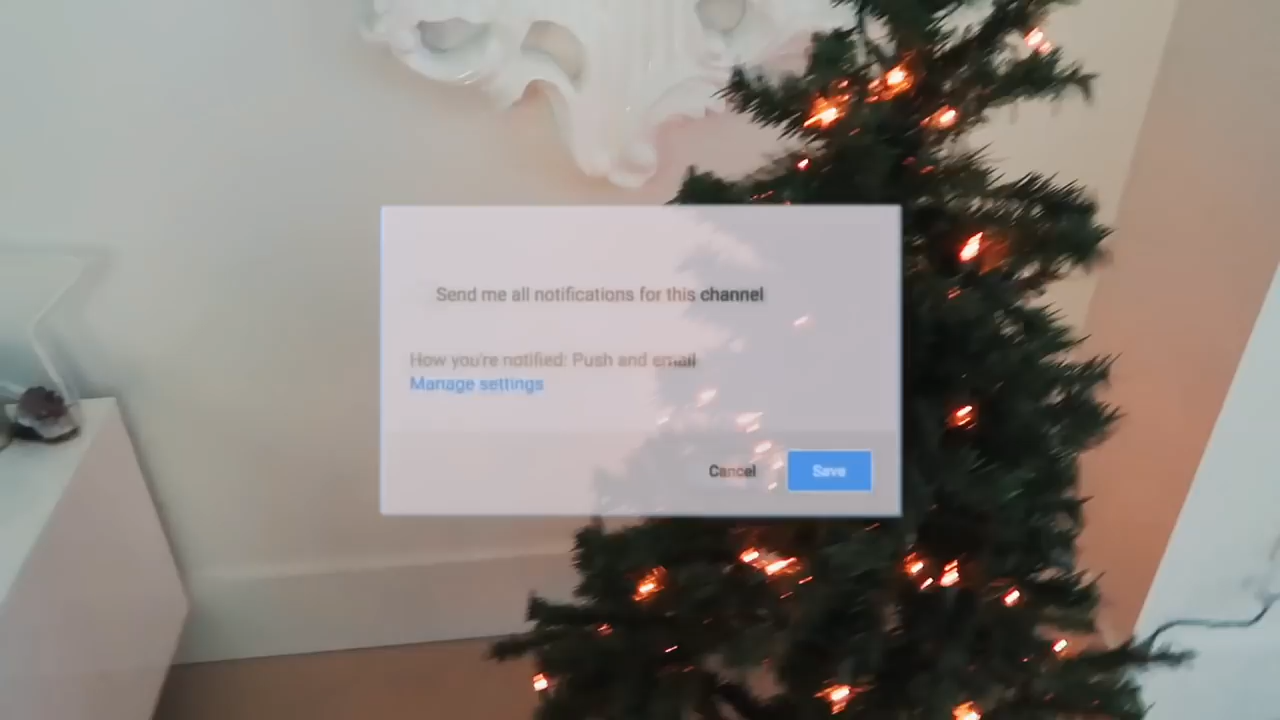 Send me all notifications for this channel
How you're notified: Push and email
Manage settings
Cancel
Save